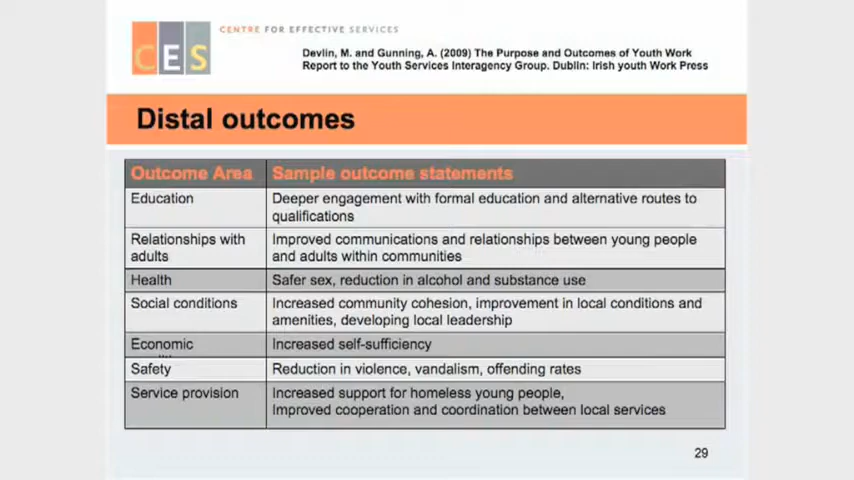 CES
CENTRE FOR EFFECTIVE SERVICES
Devlin, M. and Gunning, A. (2009) The Purpose and Outcomes of Youth Work
Report to the Youth Services Interagency Group. Dublin: Irish youth Work Press
Distal outcomes
Outcome Area Sample outcome statements
Education Deeper engagement with formal education and alternative routes to
qualifications
Relationships with Improved communications and relationships between young people
adults and adults within communities
Health Safer sex, reduction in alcohol and substance use
Social conditions Increased community cohesion, improvement in local conditions and
amenities, developing local leadership
Economic Increased self-sufficiency
Safety Reduction in violence, vandalism, offending rates
Service provision Increased support for homeless young people,
Improved cooperation and coordination between local services
29